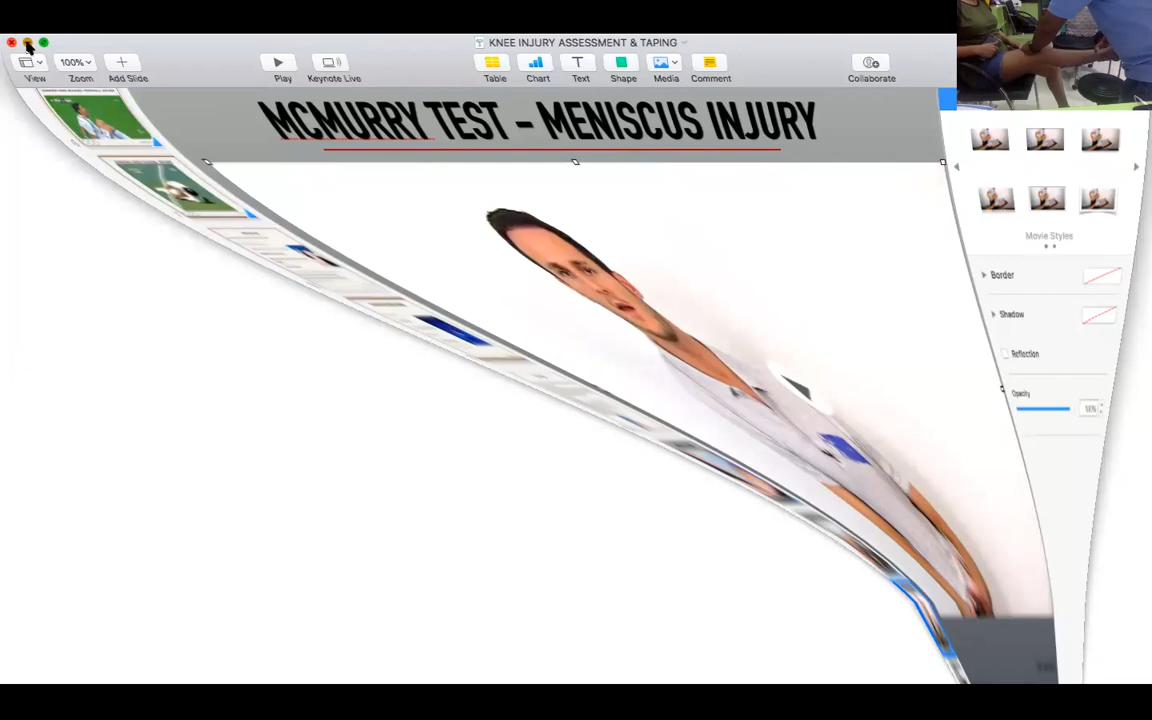 KNEE INJURY ASSESSMENT & TAPING
100%
View
Zoom
Add Slide
Play
Keynote Live
Table
Chart
Text
Shape
Media
Comment
Collaborate
MCMURRY TEST – MENISCUS INJURY
Movie Styles
Border
Shadow
Reflection
Opacity